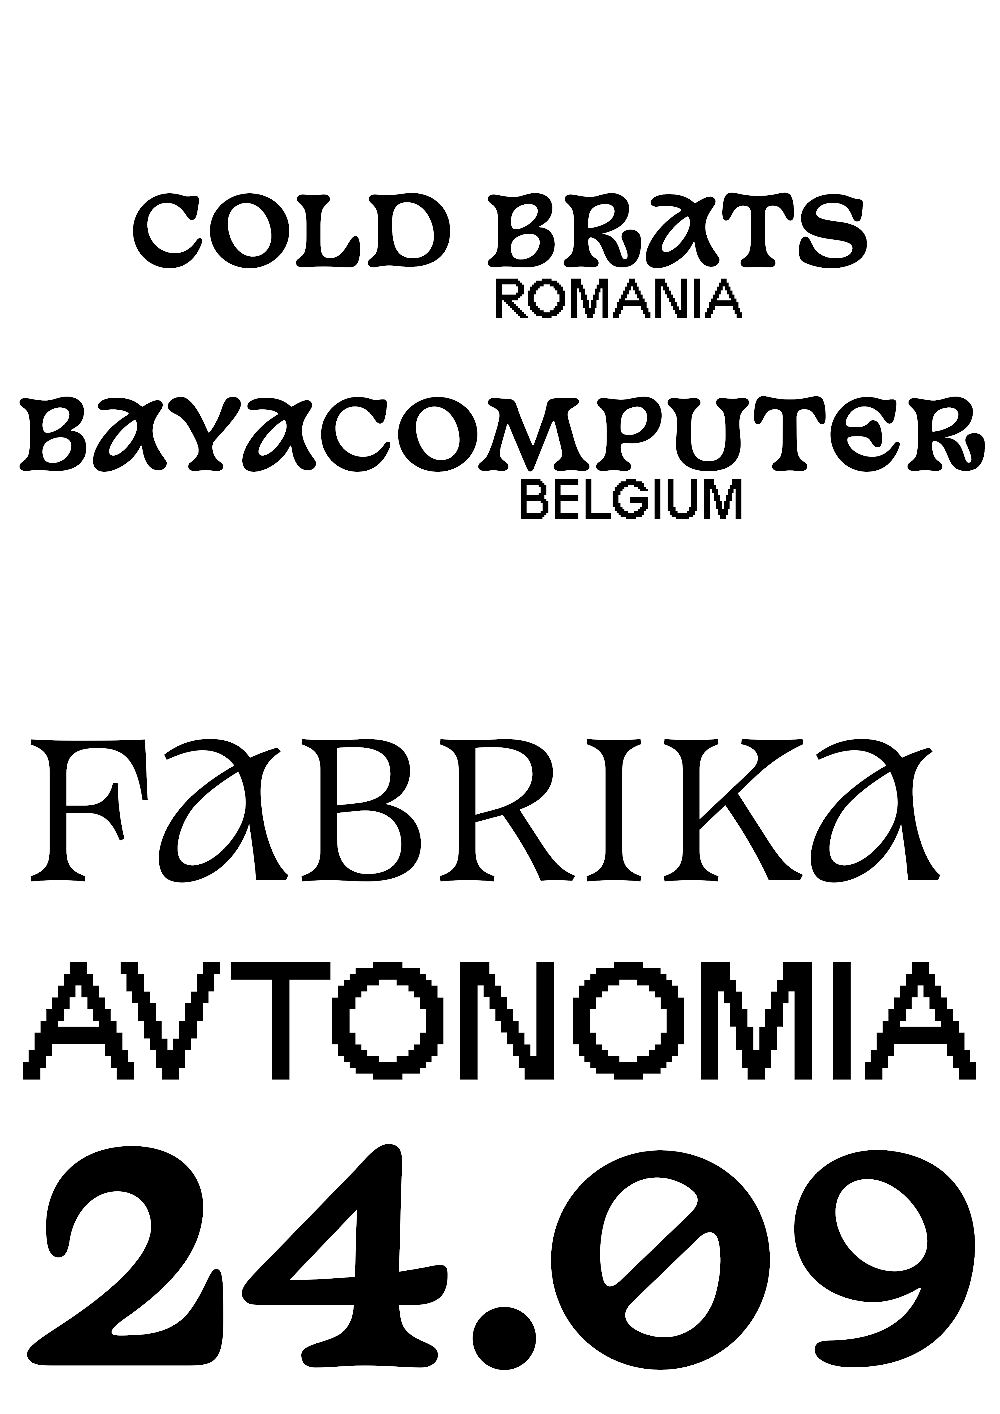 COLD BRATS
ROMANIA
BAYACOMPUTER
BELGIUM
FABRIKA
AVTONOMIA
24.09